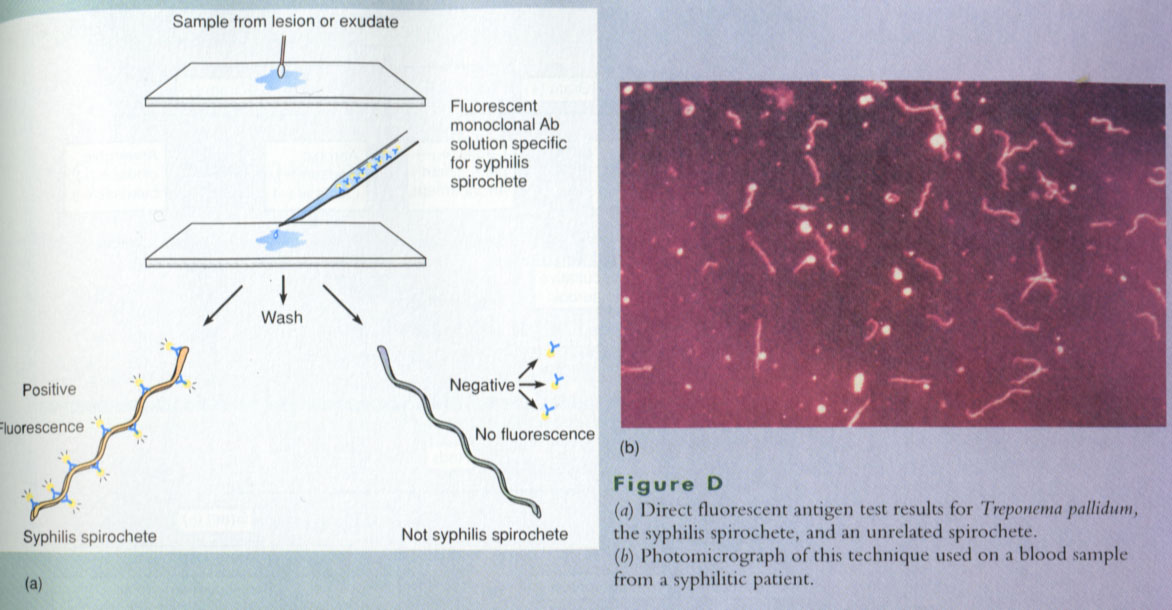 Sample from lesion or exudate
Fluorescent
monoclonal Ab
solution specific
for syphilis
spirochete
Wash
Positive
Fluorescence
Syphilis spirochete
Negative
No fluorescence
Not syphilis spirochete
(a)
(b)
Figure D
(a) Direct fluorescent antigen test results for Treponema pallidum,
the syphilis spirochete, and an unrelated spirochete.
(b) Photomicrograph of this technique used on a blood sample
from a syphilitic patient.